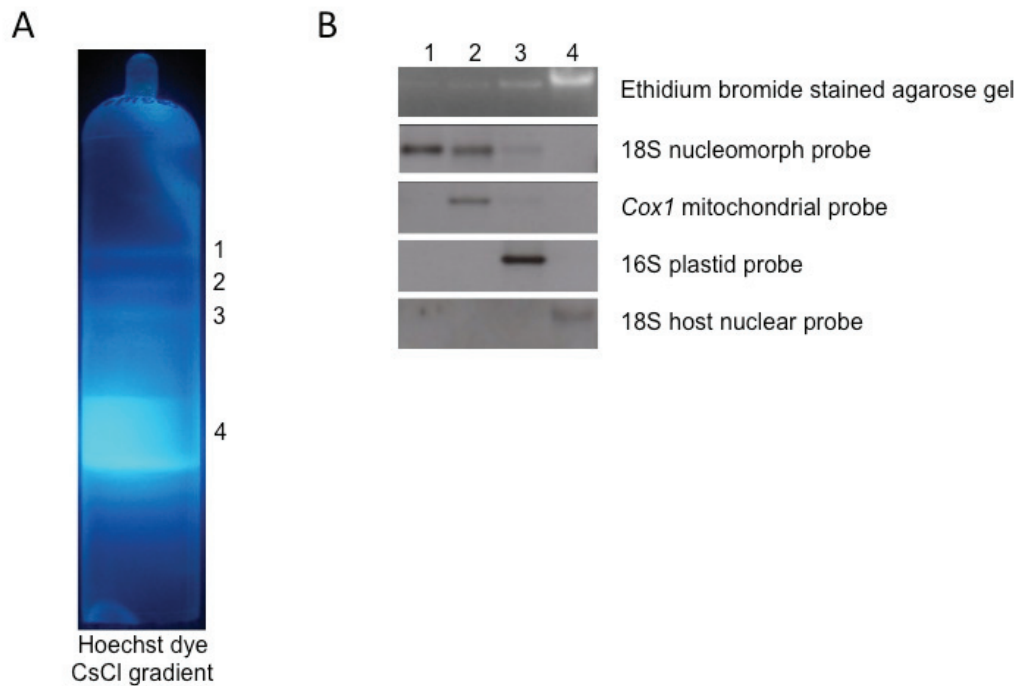 A
B
1
2
3
4
Hoechst dye
CsCl gradient
1 2 3 4
Ethidium bromide stained agarose gel
18S nucleomorph probe
Cox1 mitochondrial probe
16S plastid probe
18S host nuclear probe